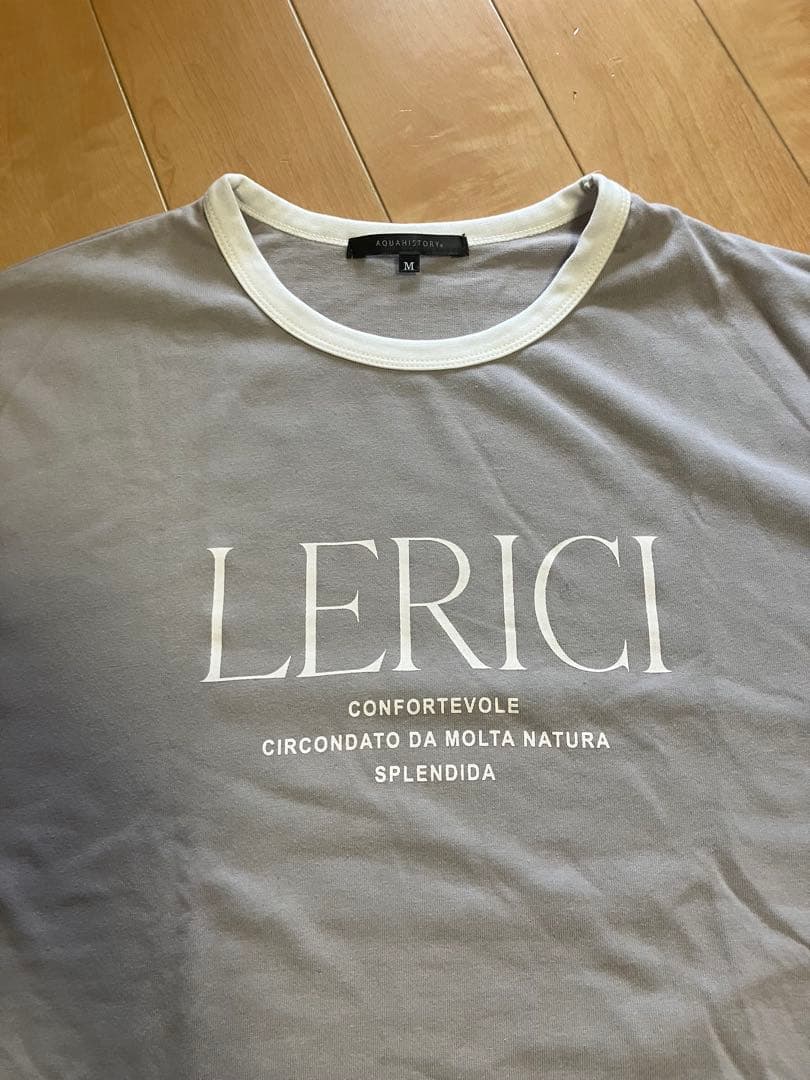 AQUAHISTORY
M
LERICI
CONFORTEVOLE
CIRCONDATO DA MOLTA NATURA
SPLENDIDA